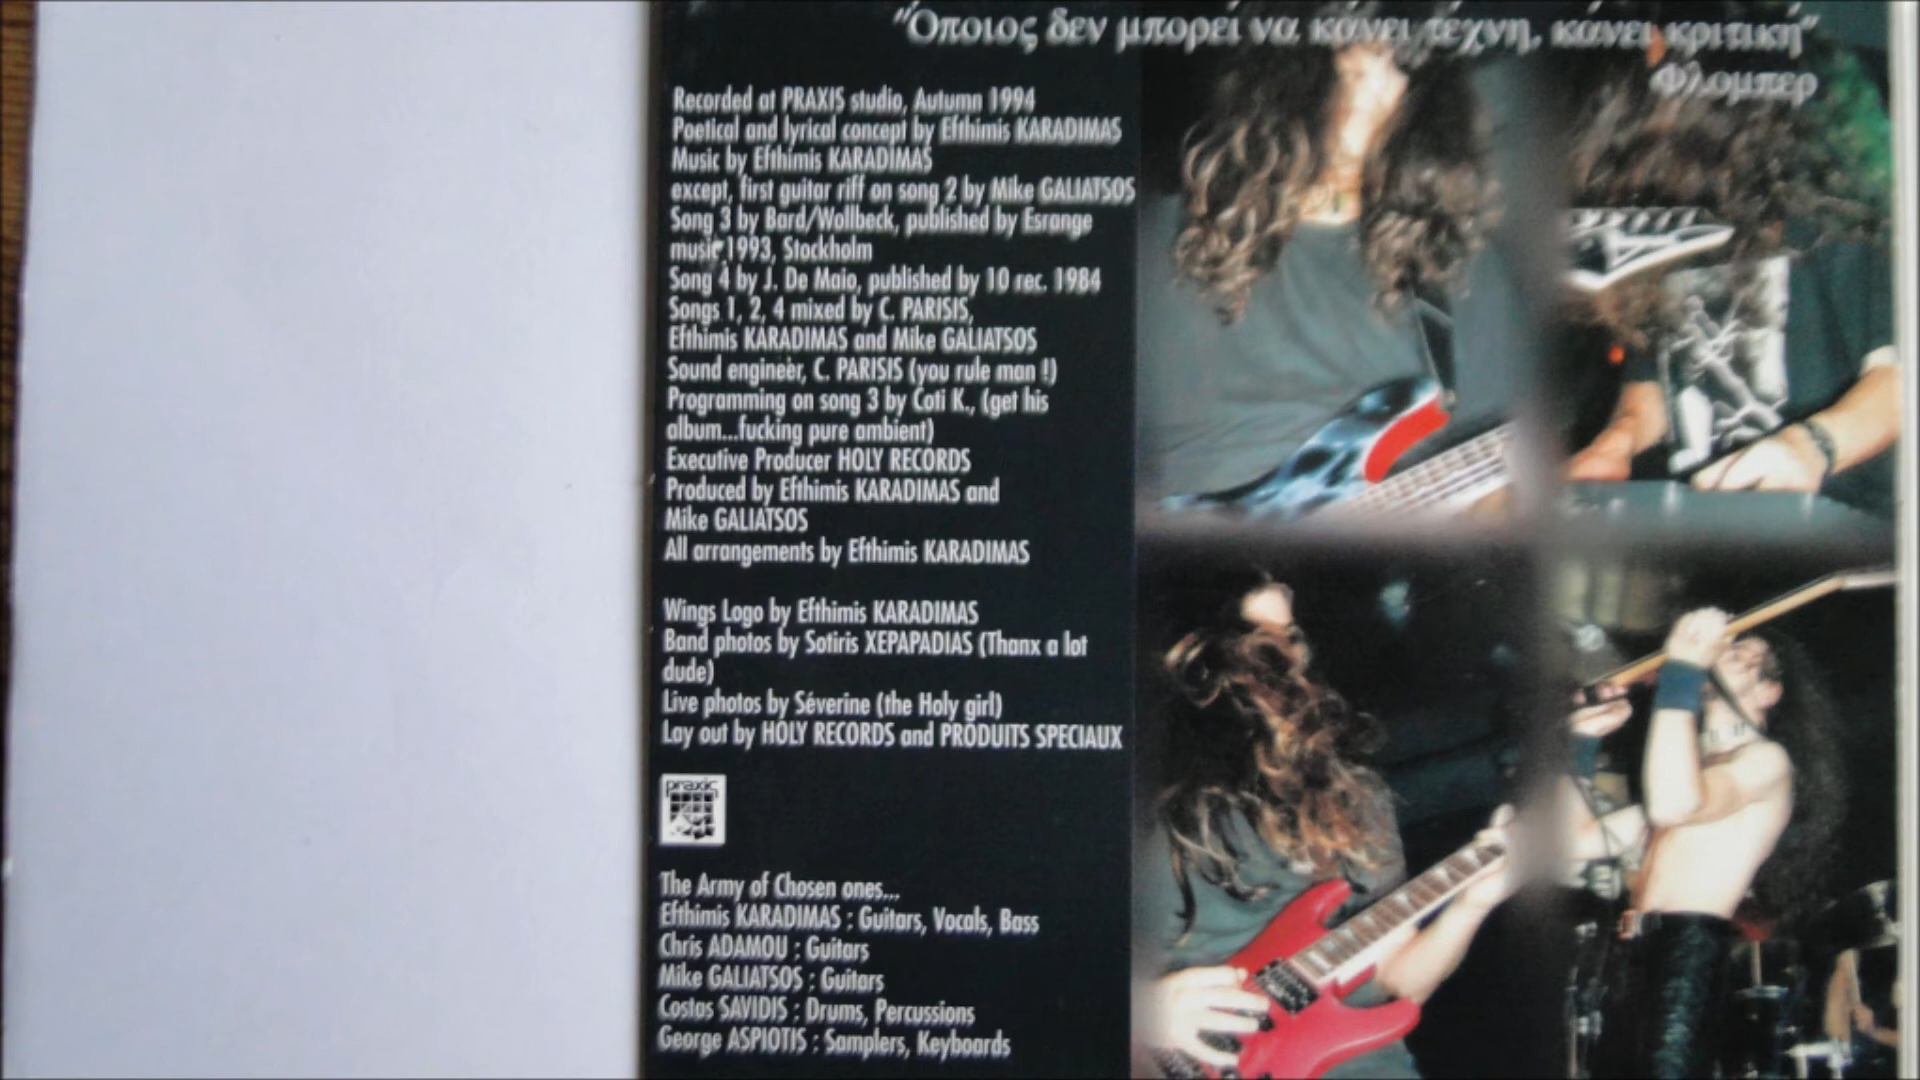 "Όποιος δεν μπορεί να κάνει τέχνη, κάνει κριτική"
Φλομπερ
Recorded at PRAXIS studio, Autumn 1994
Poetical and lyrical concept by Efthimis KARADIMAS
Music by Efthimis KARADIMAS
except, first guitar riff on song 2 by Mike GALIATSOS
Song 3 by Bard/Wollbeck, published by Esrange
music 1993, Stockholm
Song 4 by J. De Maio, published by 10 rec. 1984
Songs 1, 2, 4 mixed by C. PARISIS,
Efthimis KARADIMAS and Mike GALIATSOS
Sound engineer, C. PARISIS (you rule man !)
Programming on song 3 by Coti K., (get his
album...fucking pure ambient)
Executive Producer HOLY RECORDS
Produced by Efthimis KARADIMAS and
Mike GALIATSOS
All arrangements by Efthimis KARADIMAS
Wings Logo by Efthimis KARADIMAS
Band photos by Sotiris XEPAPADIAS (Thanx a lot
dude)
Live photos by Séverine (the Holy girl)
Lay out by HOLY RECORDS and PRODUITS SPECIAUX
praxis
The Army of Chosen ones...
Efthimis KARADIMAS : Guitars, Vocals, Bass
Chris ADAMOU : Guitars
Mike GALIATSOS : Guitars
Costas SAVIDIS : Drums, Percussions
George ASPIOTIS : Samplers, Keyboards